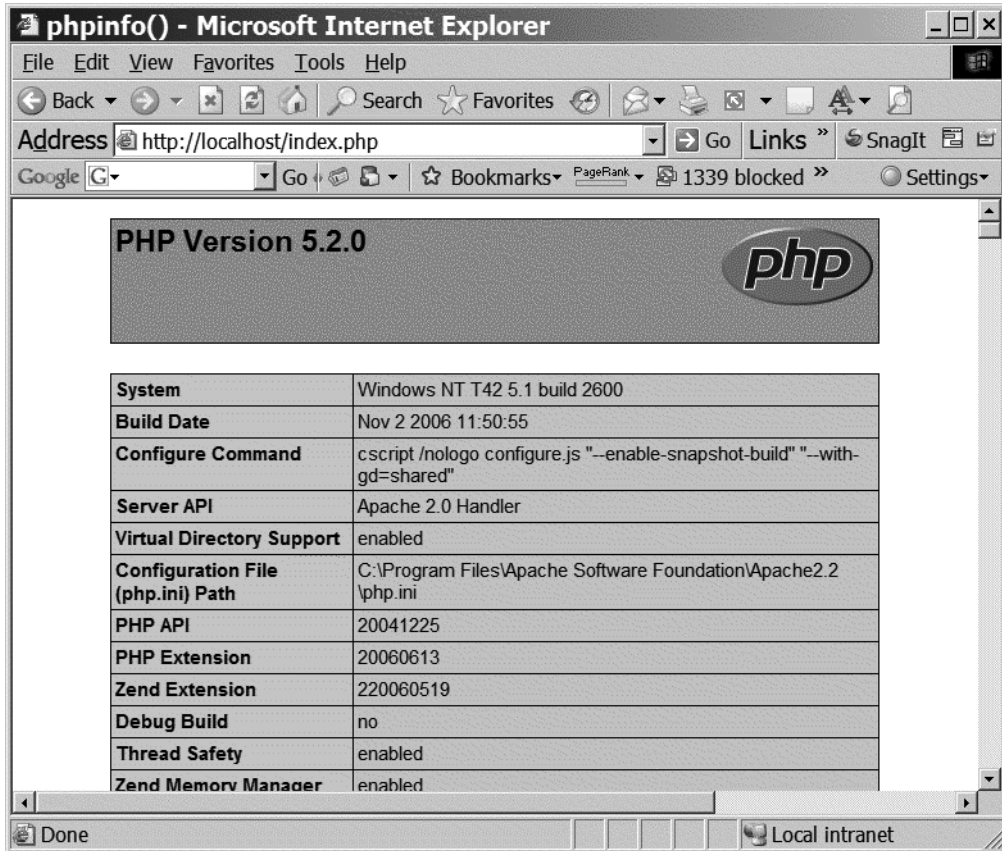 phpinfo() - Microsoft Internet Explorer
File Edit View Favorites Tools Help
Back Search Favorites
Address http://localhost/index.php Go Links » SnagIt
Google G Go Bookmarks PageRank 1339 blocked » Settings
PHP Version 5.2.0 php
System Windows NT T42 5.1 build 2600
Build Date Nov 2 2006 11:50:55
Configure Command cscript /nologo configure.js "--enable-snapshot-build" "--with-
gd=shared"
Server API Apache 2.0 Handler
Virtual Directory Support enabled
Configuration File C:\Program Files\Apache Software Foundation\Apache2.2
(php.ini) Path \php.ini
PHP API 20041225
PHP Extension 20060613
Zend Extension 220060519
Debug Build no
Thread Safety enabled
Zend Memory Manager enabled
Done Local intranet